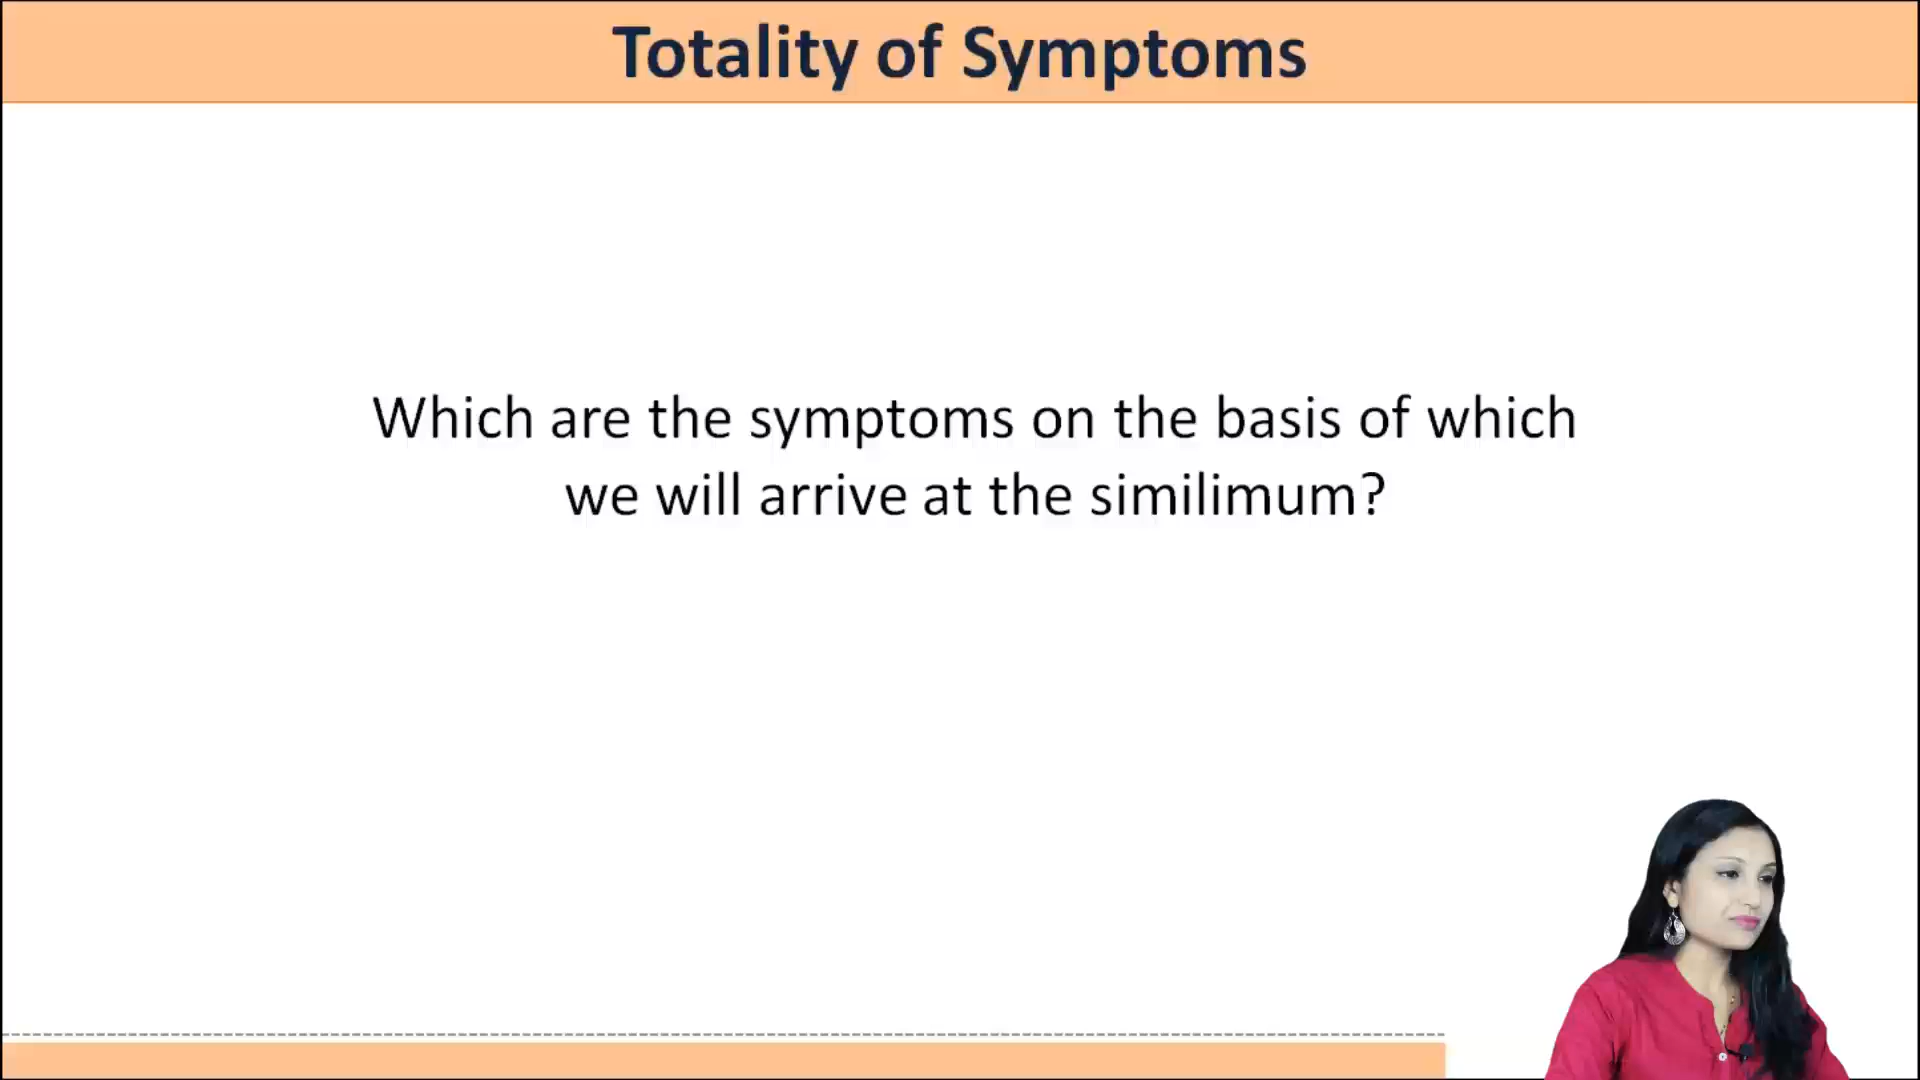 Totality of Symptoms
Which are the symptoms on the basis of which
we will arrive at the similimum?